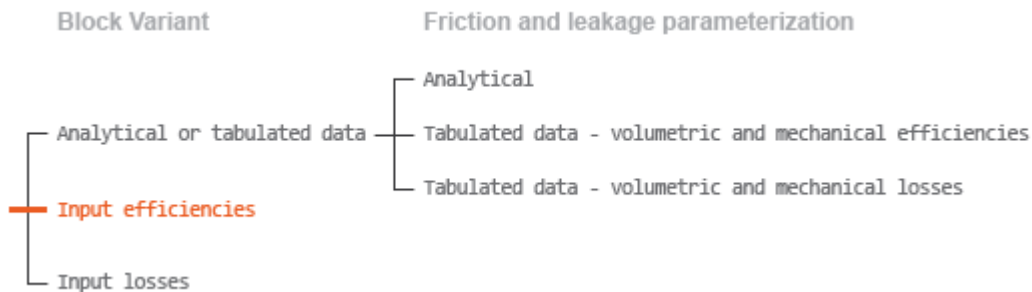 Block Variant Friction and leakage parameterization
Analytical
Analytical or tabulated data Tabulated data - volumetric and mechanical efficiencies
Tabulated data - volumetric and mechanical losses
Input efficiencies
Input losses